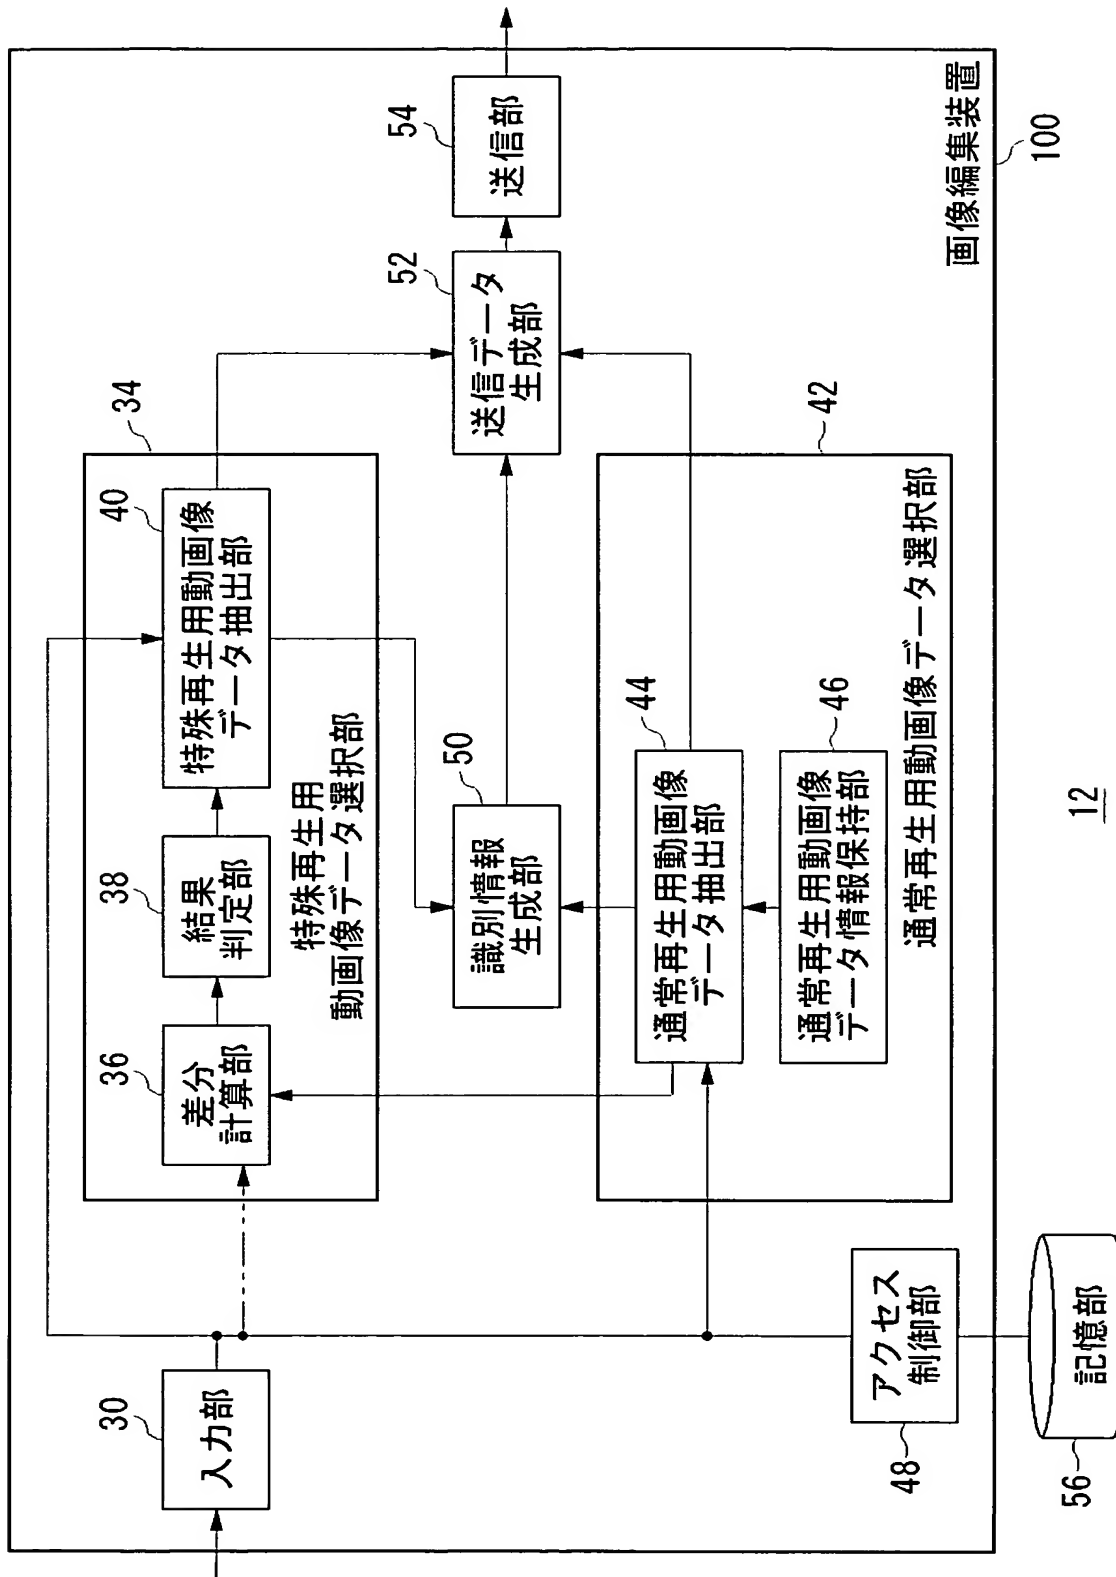 30
入力部
36
差分
計算部
38
結果
判定部
40
特殊再生用動画像
データ抽出部
34
特殊再生用
動画像データ選択部
50
識別情報
生成部
52
送信データ
生成部
54
送信部
44
通常再生用動画像
データ抽出部
46
通常再生用動画像
データ情報保持部
42
通常再生用動画像データ選択部
アクセス
制御部
48
記憶部
56
画像編集装置
100
12